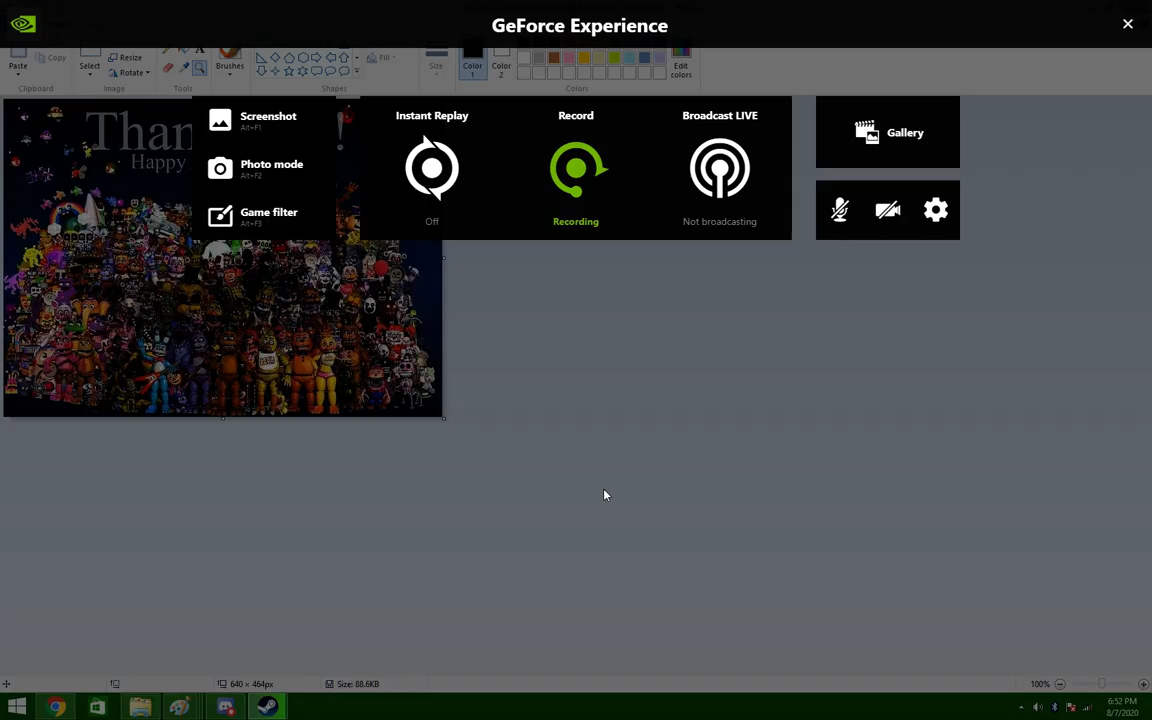 GeForce Experience
Paste
Copy
Select
Resize
Rotate
A
Brushes
Fill
Size
Color
1
Color
2
Edit
colors
Clipboard
Image
Tools
Shapes
Colors
Than
!
Happy
Screenshot
Alt+F1
Photo mode
Alt+F2
Game filter
Alt+F3
Instant Replay
Off
Record
Recording
Broadcast LIVE
Not broadcasting
Gallery
640 × 464px
Size: 88.6KB
100%
6:52 PM
8/7/2020